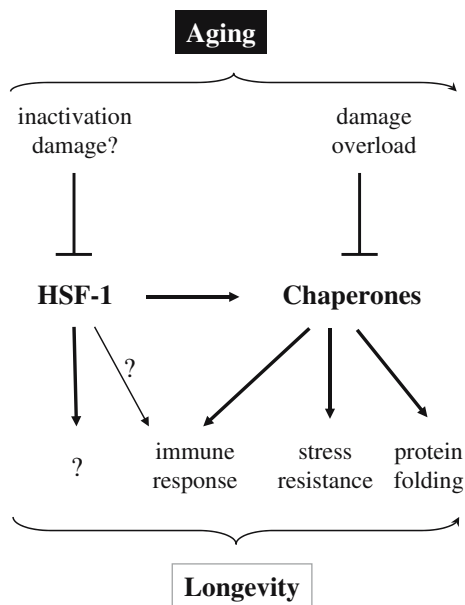 Aging
inactivation
damage?
damage
overload
HSF-1
Chaperones
?
?
immune
response
stress
resistance
protein
folding
Longevity